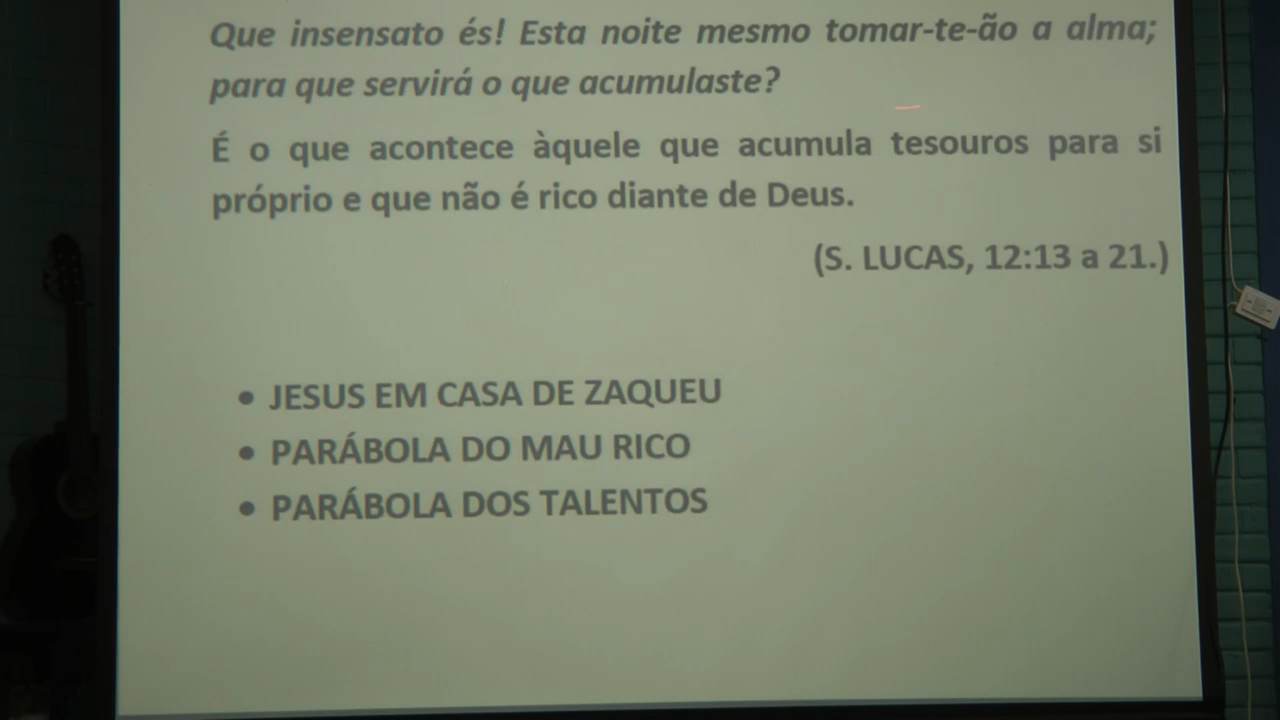 Que insensato és! Esta noite mesmo tomar-te-ão a alma;
para que servirá o que acumulaste?
É o que acontece àquele que acumula tesouros para si
próprio e que não é rico diante de Deus.
(S. LUCAS, 12:13 a 21.)
• JESUS EM CASA DE ZAQUEU
• PARÁBOLA DO MAU RICO
• PARÁBOLA DOS TALENTOS